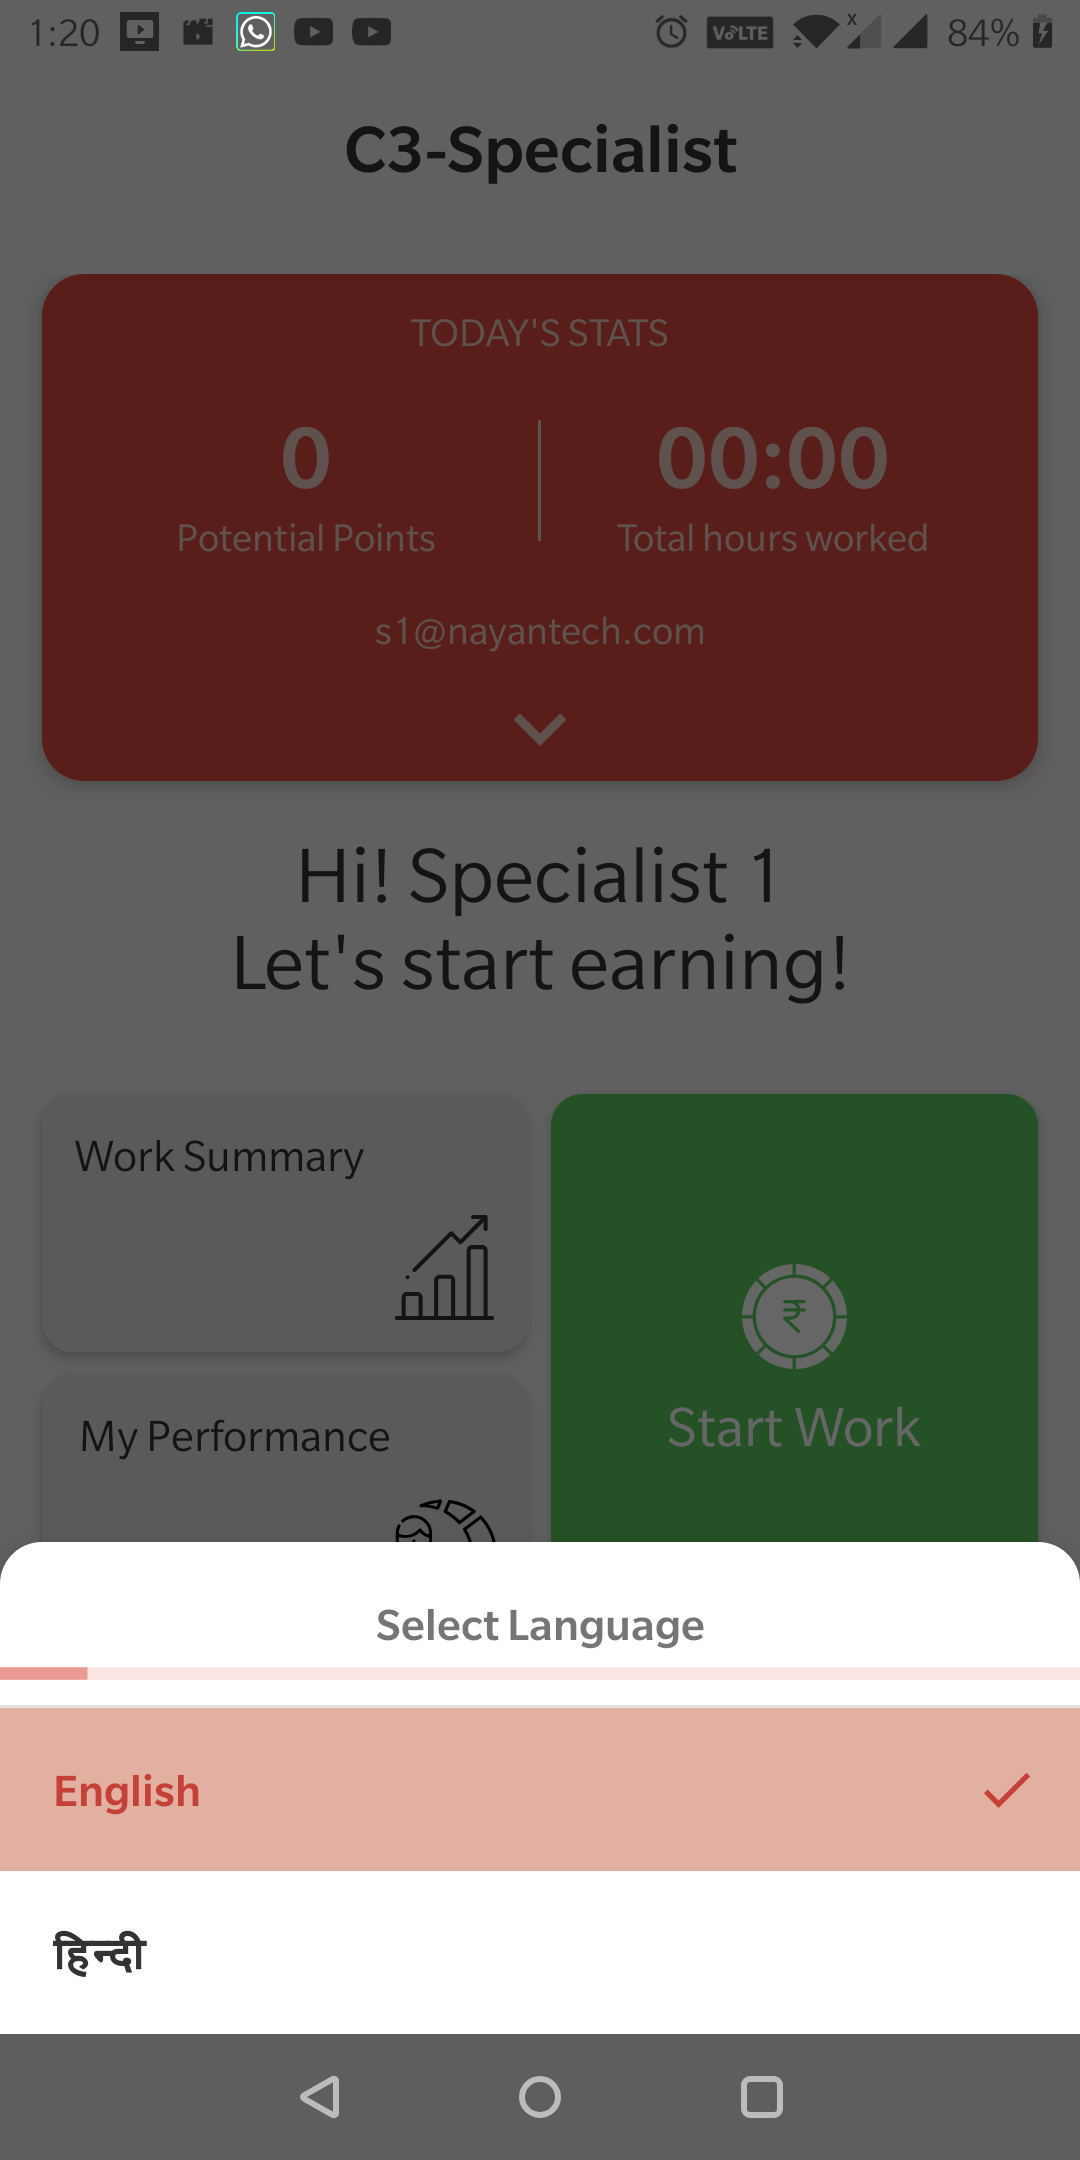 1:20
VoLTE
x
84%
C3-Specialist
TODAY'S STATS
0
00:00
Potential Points
Total hours worked
s1@nayantech.com
Hi! Specialist 1
Let's start earning!
Work Summary
₹
Start Work
My Performance
Select Language
English
हिन्दी